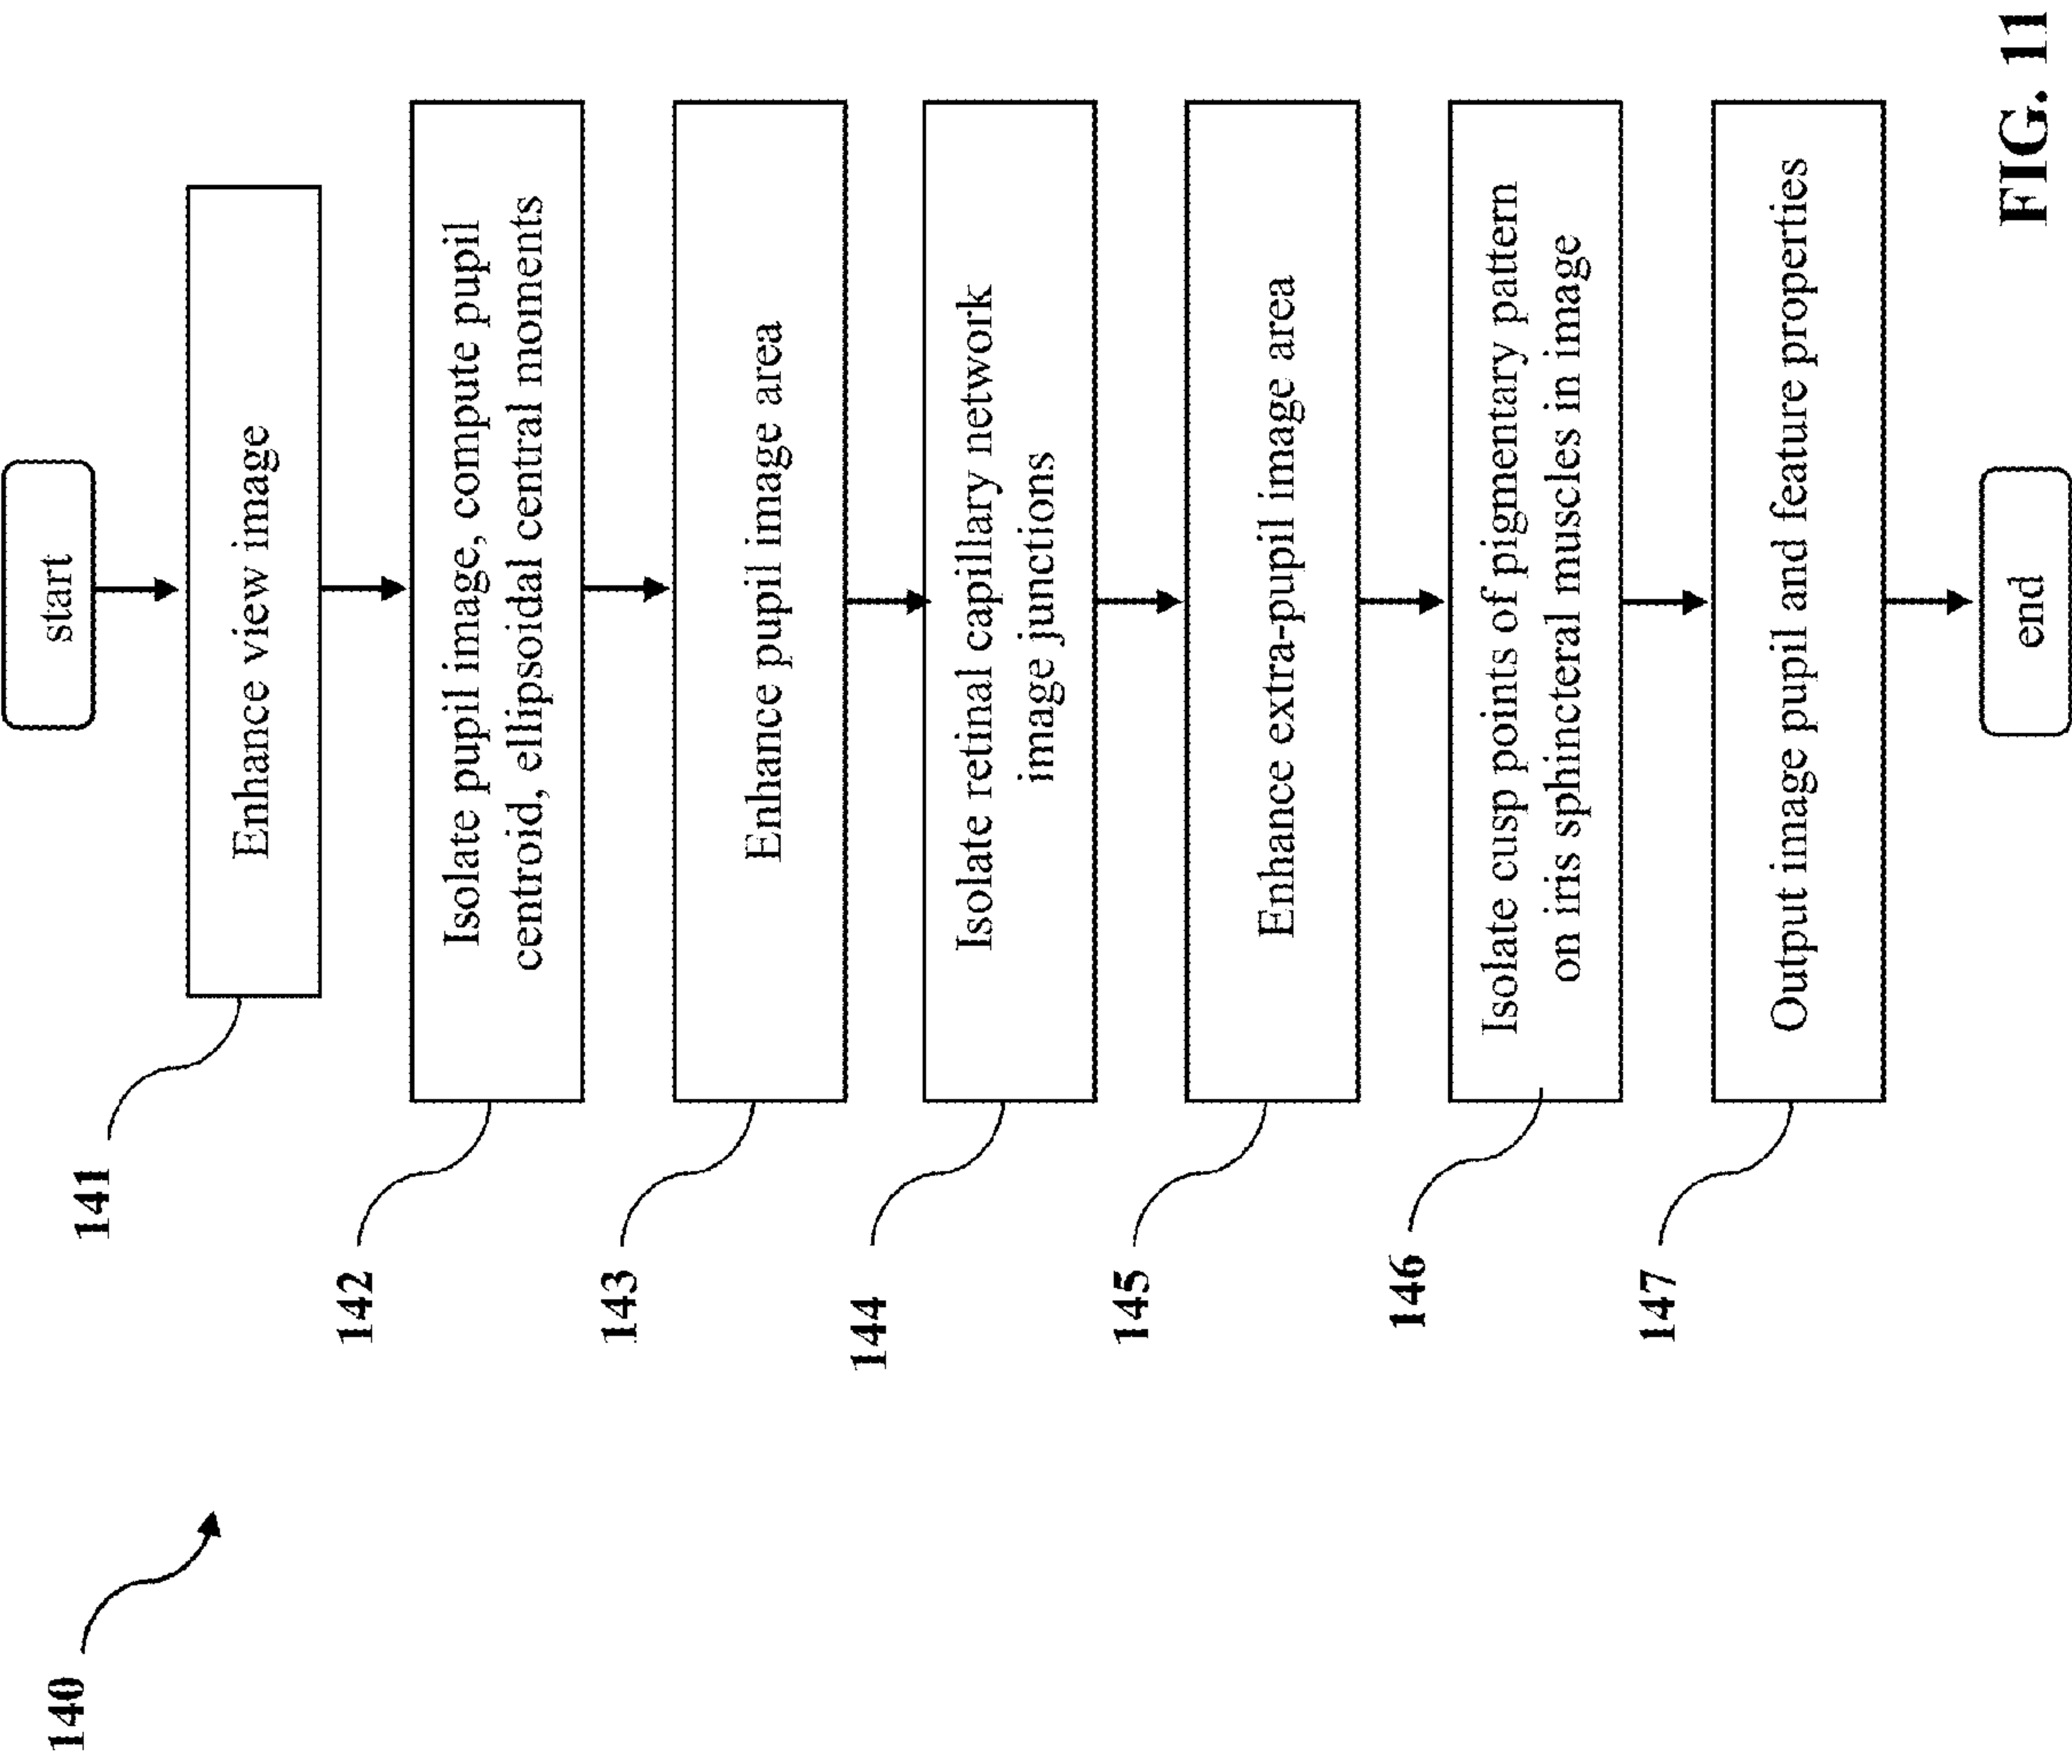 140
start
141
Enhance view image
142
Isolate pupil image, compute pupil
centroid, ellipsoidal central moments
143
Enhance pupil image area
144
Isolate retinal capillary network
image junctions
145
Enhance extra-pupil image area
146
Isolate cusp points of pigmentary pattern
on iris sphincteral muscles in image
147
Output image pupil and feature properties
end
FIG. 11